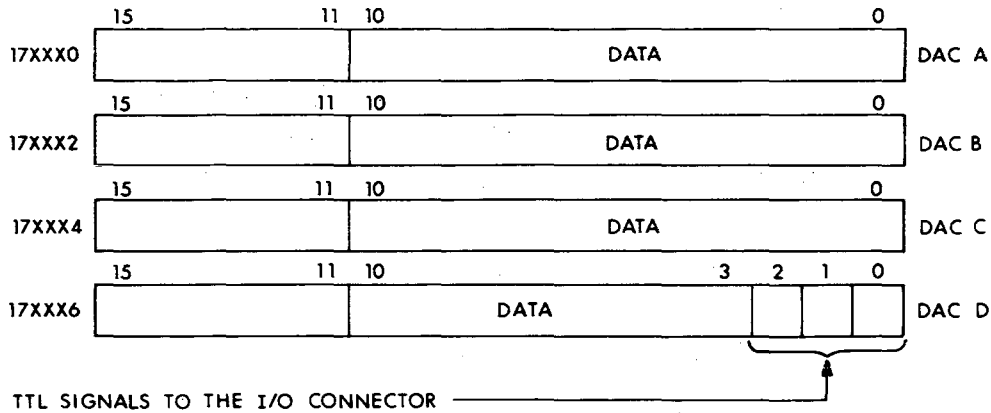 15 11 10 0
17XXX0 DATA DAC A
15 11 10 0
17XXX2 DATA DAC B
15 11 10 0
17XXX4 DATA DAC C
15 11 10 3 2 1 0
17XXX6 DATA DAC D
TTL SIGNALS TO THE I/O CONNECTOR